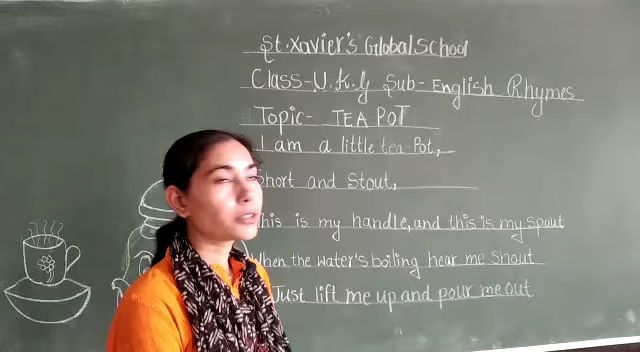 St. Xavier's Global School
Class-U.K.G Sub-English Rhymes
Topic- TEA POT
I am a little tea-Pot,
Short and Stout,
This is my handle, and this is my spout
When the water's boiling hear me Shout
Just lift me up and pour me out